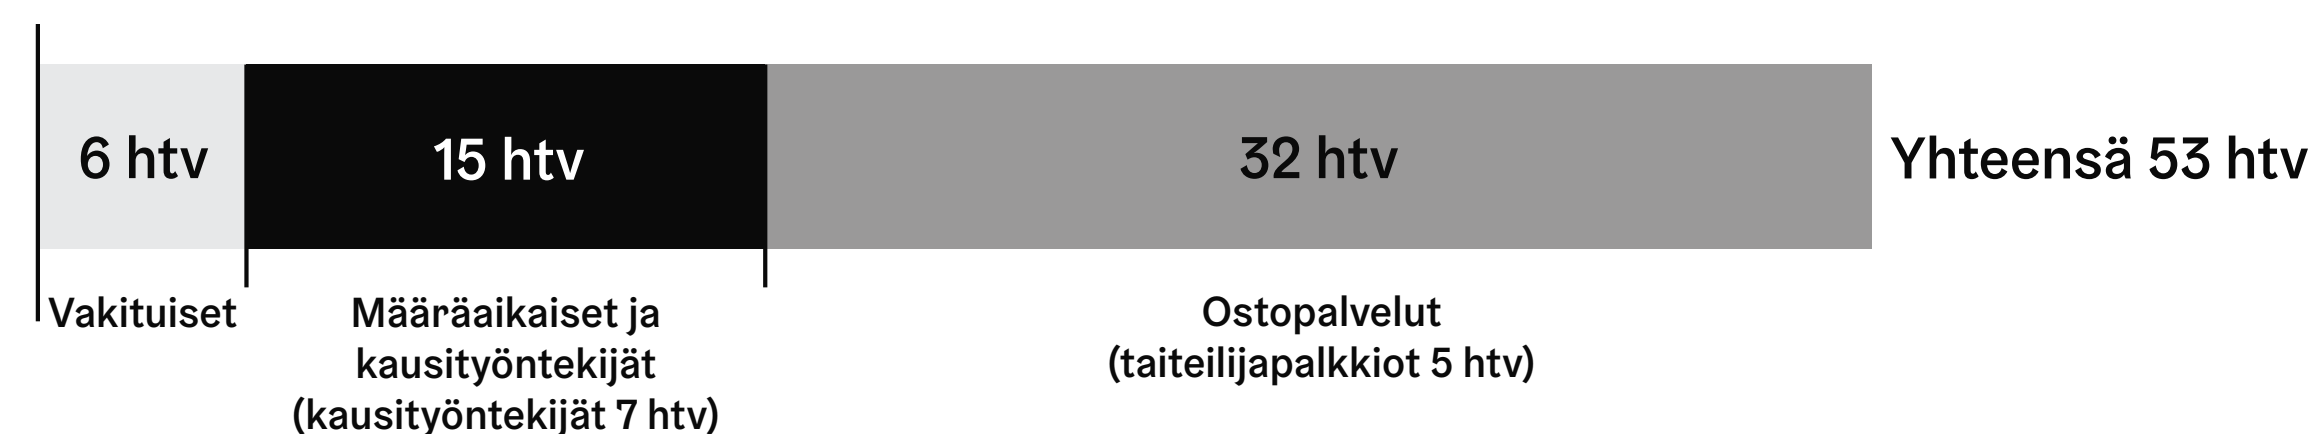 6 htv
15 htv
32 htv
Yhteensä 53 htv
Vakituiset
Määräaikaiset ja
kausityöntekijät
(kausityöntekijät 7 htv)
Ostopalvelut
(taiteilijapalkkiot 5 htv)